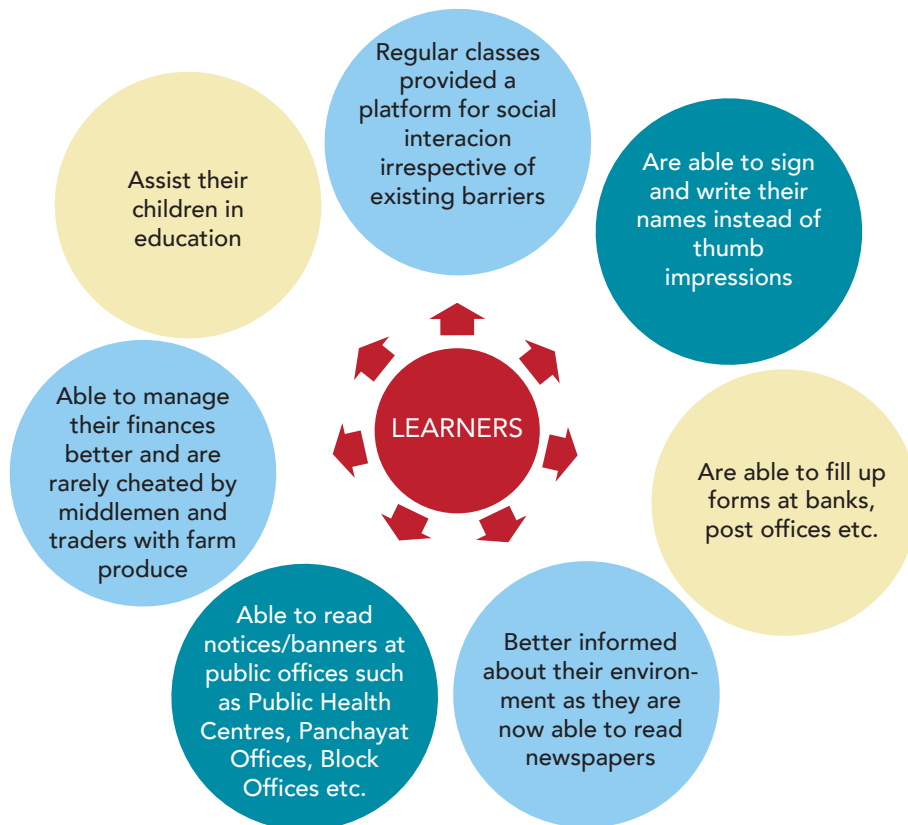 Regular classes
provided a
platform for social
interacion
irrespective of
existing barriers
Are able to sign
and write their
names instead of
thumb
impressions
Are able to fill up
forms at banks,
post offices etc.
Better informed
about their environ-
ment as they are
now able to read
newspapers
Able to read
notices/banners at
public offices such
as Public Health
Centres, Panchayat
Offices, Block
Offices etc.
Able to manage
their finances
better and are
rarely cheated by
middlemen and
traders with farm
produce
Assist their
children in
education
LEARNERS